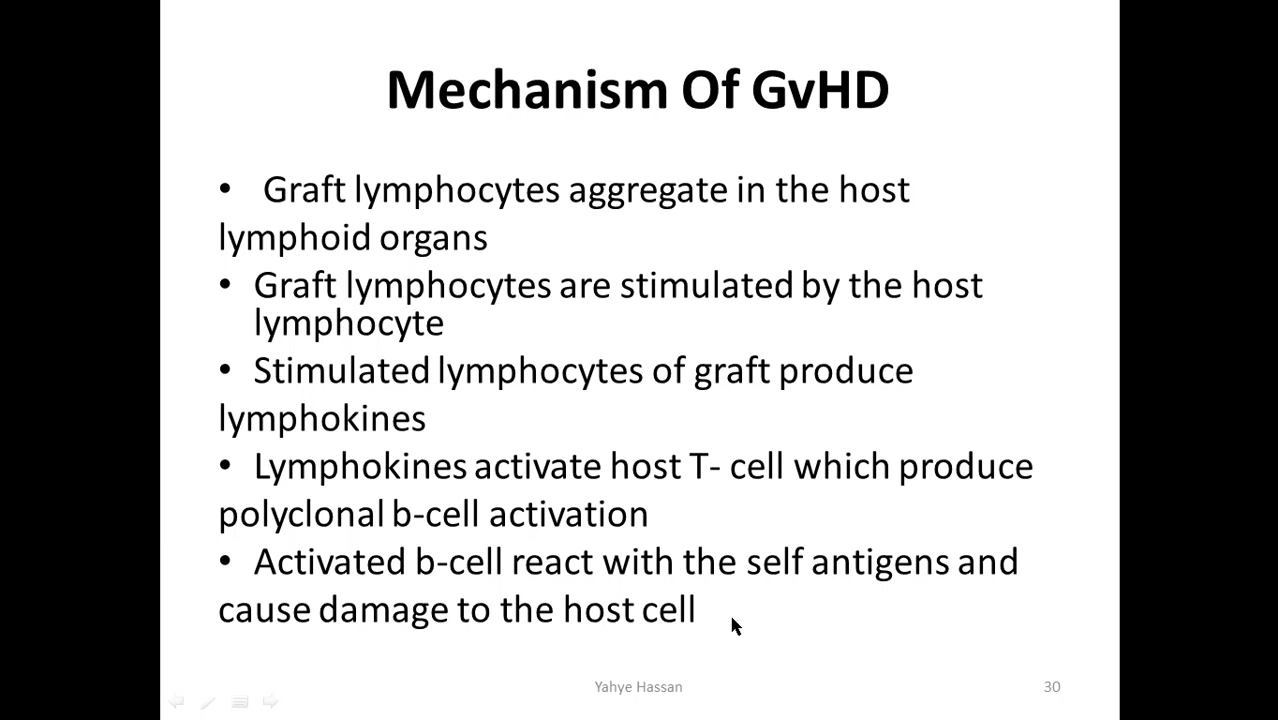 Mechanism Of GvHD
• Graft lymphocytes aggregate in the host
lymphoid organs
• Graft lymphocytes are stimulated by the host
lymphocyte
• Stimulated lymphocytes of graft produce
lymphokines
• Lymphokines activate host T- cell which produce
polyclonal b-cell activation
• Activated b-cell react with the self antigens and
cause damage to the host cell
Yahye Hassan
30